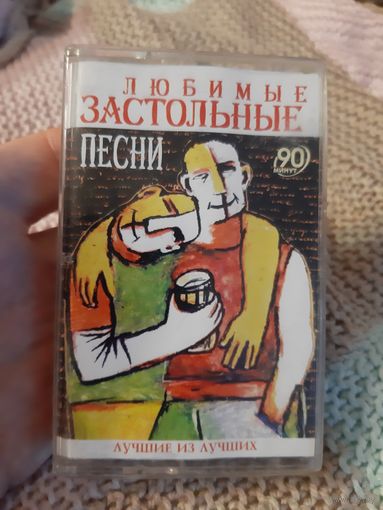 ЛЮБИМЫЕ
ЗАСТОЛЬНЫЕ
ПЕСНИ
90
МИНУТ
ЛУЧШИЕ ИЗ ЛУЧШИХ